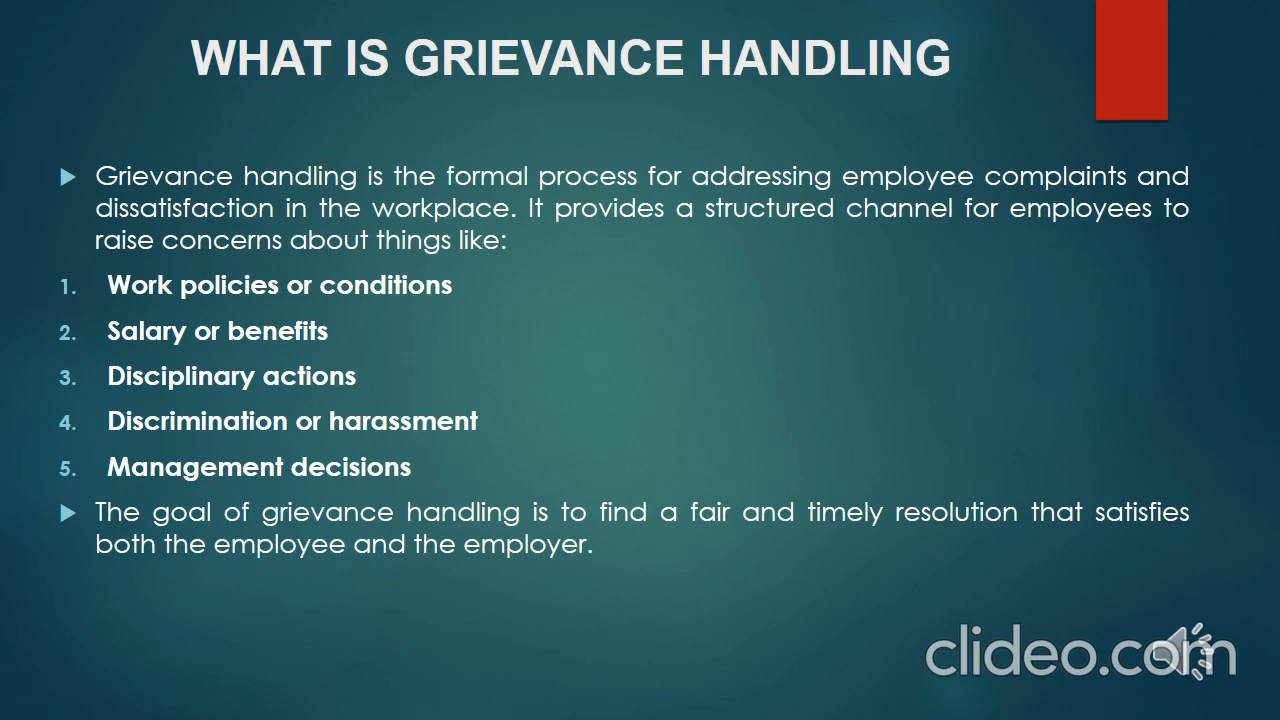 WHAT IS GRIEVANCE HANDLING
Grievance handling is the formal process for addressing employee complaints and
dissatisfaction in the workplace. It provides a structured channel for employees to
raise concerns about things like:
1. Work policies or conditions
2. Salary or benefits
3. Disciplinary actions
4. Discrimination or harassment
5. Management decisions
The goal of grievance handling is to find a fair and timely resolution that satisfies
both the employee and the employer.
clideo.com